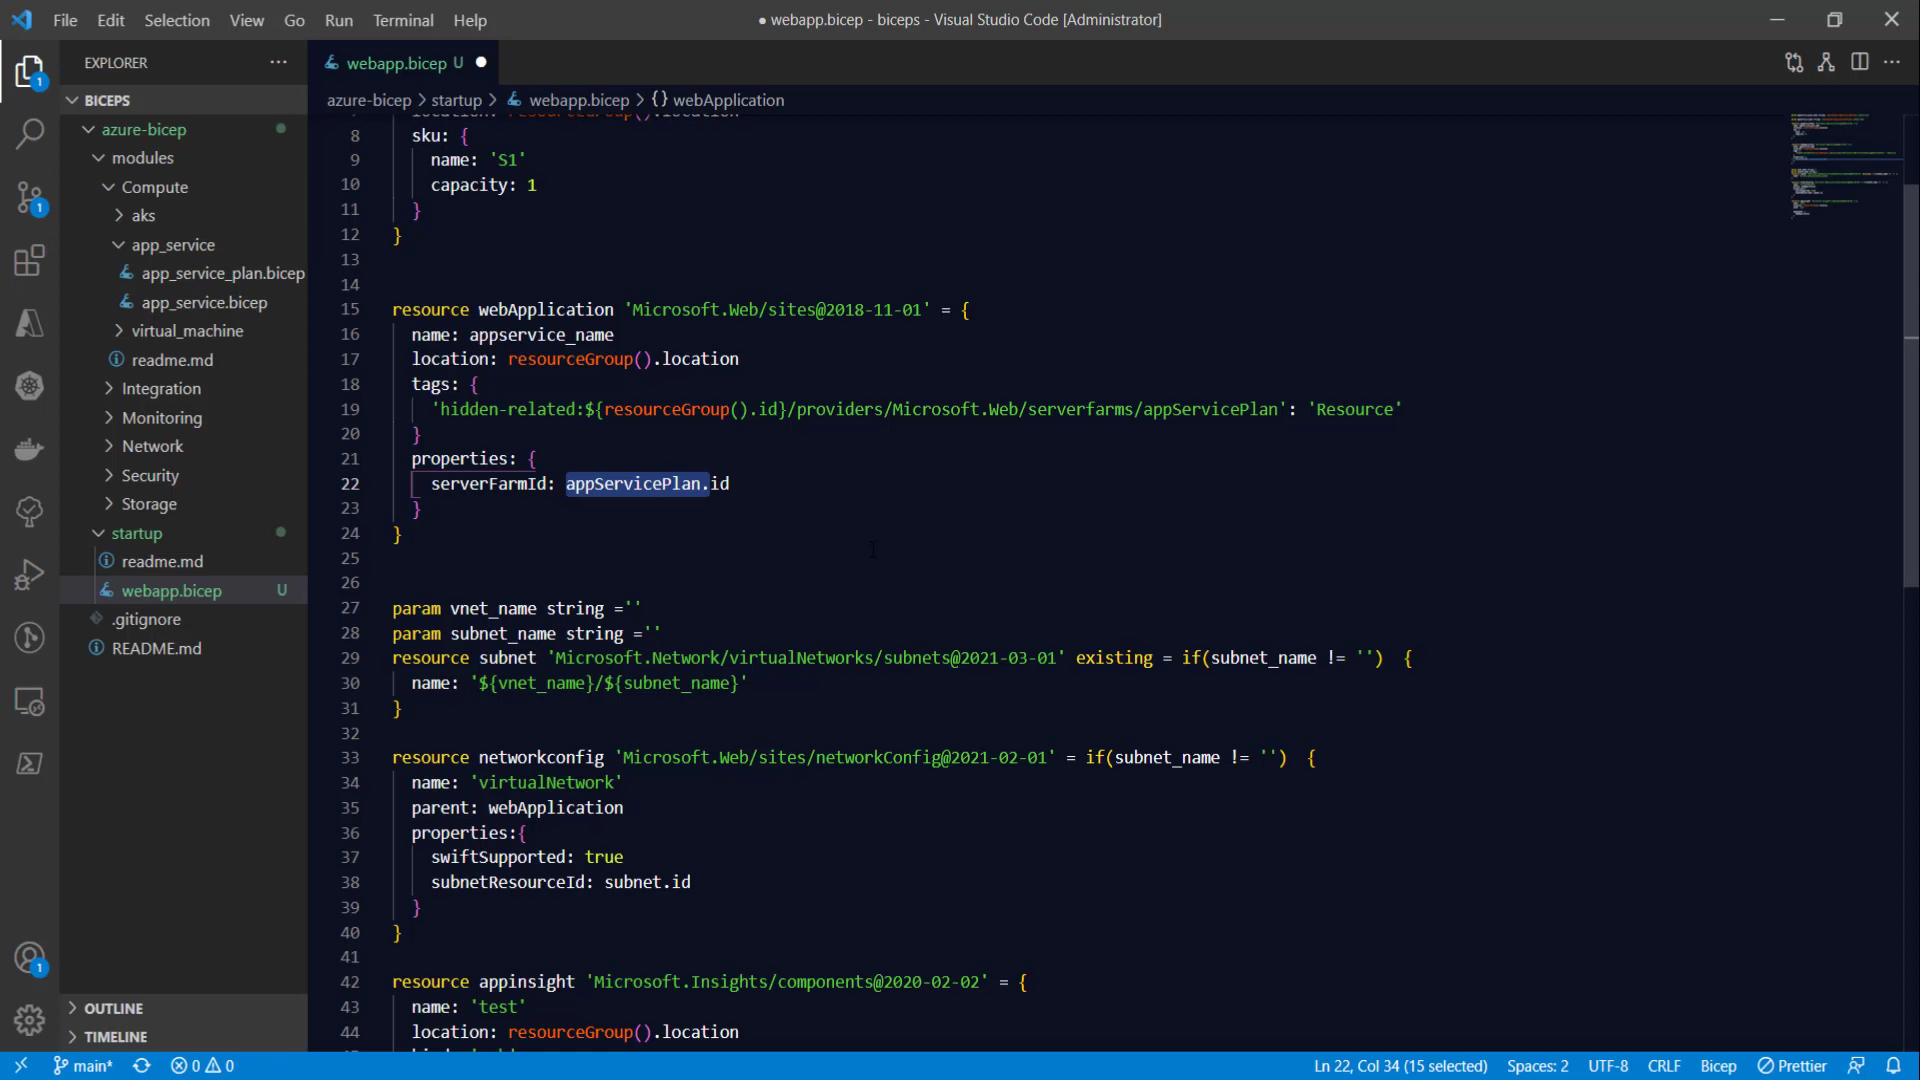 File Edit Selection View Go Run Terminal Help
● webapp.bicep - biceps - Visual Studio Code [Administrator]
EXPLORER
webapp.bicep U
BICEPS
azure-bicep > startup > webapp.bicep > {} webApplication
azure-bicep
modules
Compute
aks
app_service
app_service_plan.bicep
app_service.bicep
virtual_machine
readme.md
Integration
Monitoring
Network
Security
Storage
startup
readme.md
webapp.bicep U
.gitignore
README.md
OUTLINE
TIMELINE
1
1
1
7 location: resourceGroup().location
8 sku: {
9 name: 'S1'
10 capacity: 1
11 }
12 }
13
14
15 resource webApplication 'Microsoft.Web/sites@2018-11-01' = {
16 name: appservice_name
17 location: resourceGroup().location
18 tags: {
19 'hidden-related:${resourceGroup().id}/providers/Microsoft.Web/serverfarms/appServicePlan': 'Resource'
20 }
21 properties: {
22 serverFarmId: appServicePlan.id
23 }
24 }
25
26
27 param vnet_name string =''
28 param subnet_name string =''
29 resource subnet 'Microsoft.Network/virtualNetworks/subnets@2021-03-01' existing = if(subnet_name != '') {
30 name: '${vnet_name}/${subnet_name}'
31 }
32
33 resource networkconfig 'Microsoft.Web/sites/networkConfig@2021-02-01' = if(subnet_name != '') {
34 name: 'virtualNetwork'
35 parent: webApplication
36 properties:{
37 swiftSupported: true
38 subnetResourceId: subnet.id
39 }
40 }
41
42 resource appinsight 'Microsoft.Insights/components@2020-02-02' = {
43 name: 'test'
44 location: resourceGroup().location
main* 0 0 Ln 22, Col 34 (15 selected) Spaces: 2 UTF-8 CRLF Bicep Prettier